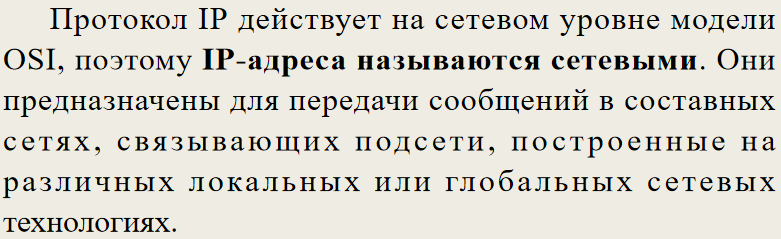 Протокол IP действует на сетевом уровне модели
OSI, поэтому IP-адреса называются сетевыми. Они
предназначены для передачи сообщений в составных
сетях, связывающих подсети, построенные на
различных локальных или глобальных сетевых
технологиях.